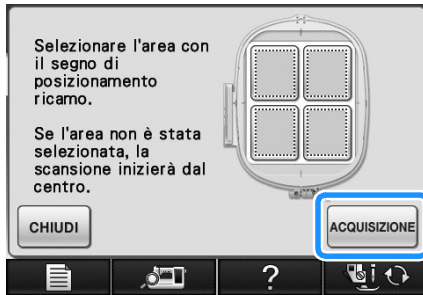 Selezionare l'area con
il segno di
posizionamento
ricamo.
Se l'area non è stata
selezionata, la
scansione inizierà dal
centro.
CHIUDI
ACQUISIZIONE
?